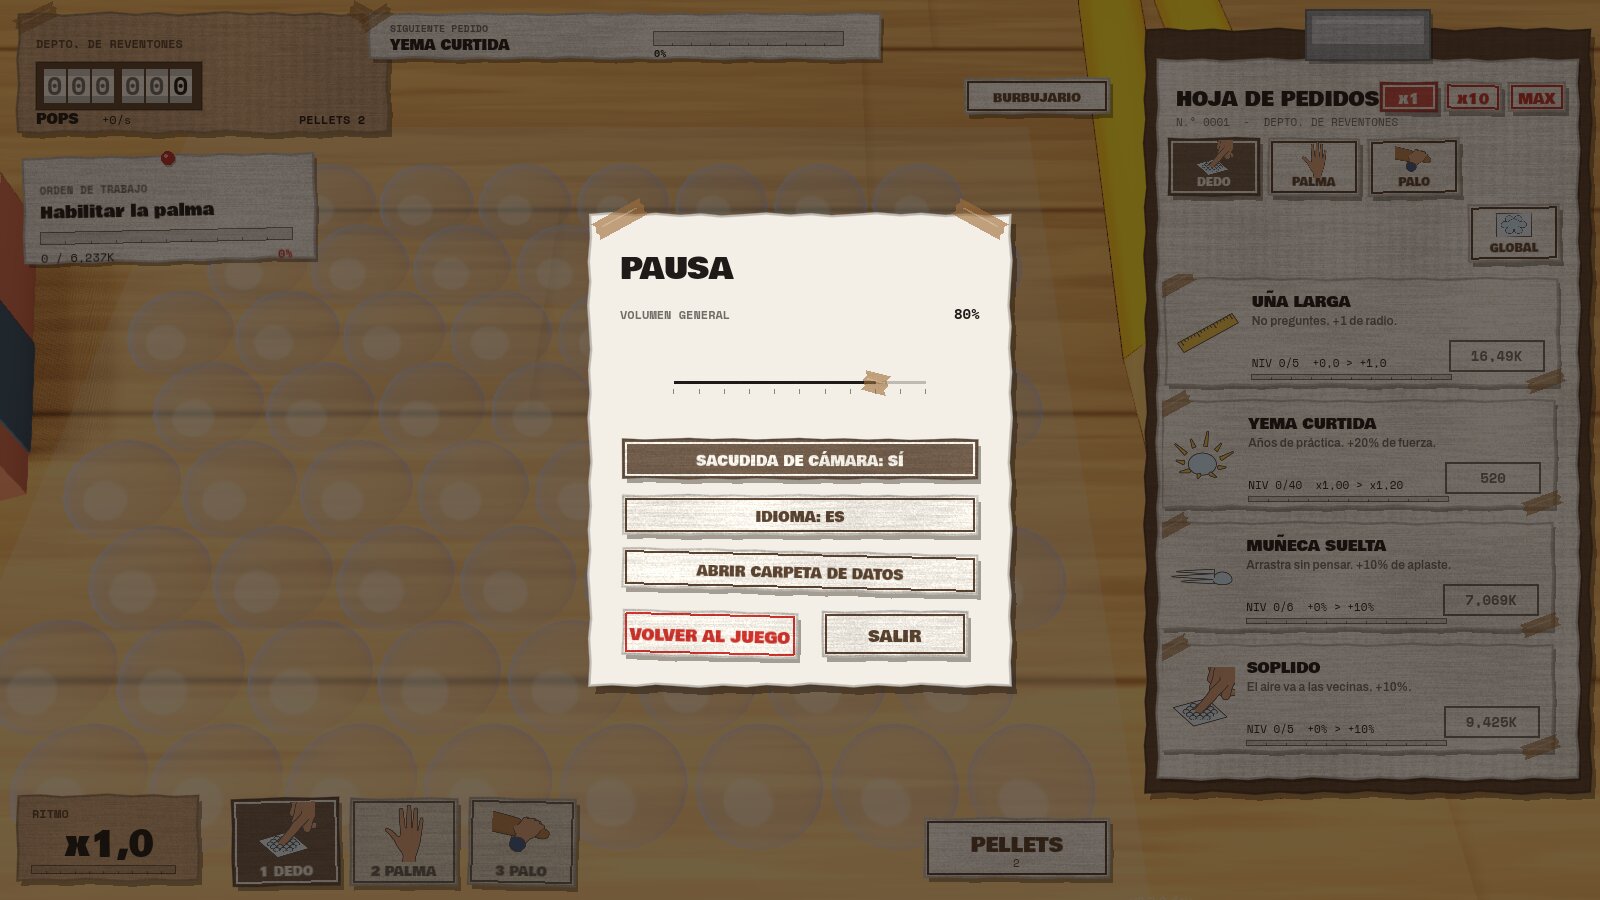 DEPTO. DE REVENTONES
000 000
POPS +0/s PELLETS 2
SIGUIENTE PEDIDO
YEMA CURTIDA
0%
BURBUJARIO
ORDEN DE TRABAJO
Habilitar la palma
0 / 6,237K 0%
PAUSA
VOLUMEN GENERAL 80%
SACUDIDA DE CÁMARA: SÍ
IDIOMA: ES
ABRIR CARPETA DE DATOS
VOLVER AL JUEGO
SALIR
HOJA DE PEDIDOS x1 x10 MAX
N.° 0001 - DEPTO. DE REVENTONES
DEDO PALMA PALO
GLOBAL
UÑA LARGA
No preguntes. +1 de radio.
NIV 0/5 +0,0 > +1,0
16,49K
YEMA CURTIDA
Años de práctica. +20% de fuerza.
NIV 0/40 x1,00 > x1,20
520
MUÑECA SUELTA
Arrastra sin pensar. +10% de aplaste.
NIV 0/6 +0% > +10%
7,069K
SOPLIDO
El aire va a las vecinas. +10%.
NIV 0/5 +0% > +10%
9,425K
RITMO
x1,0
1 DEDO
2 PALMA
3 PALO
PELLETS
2